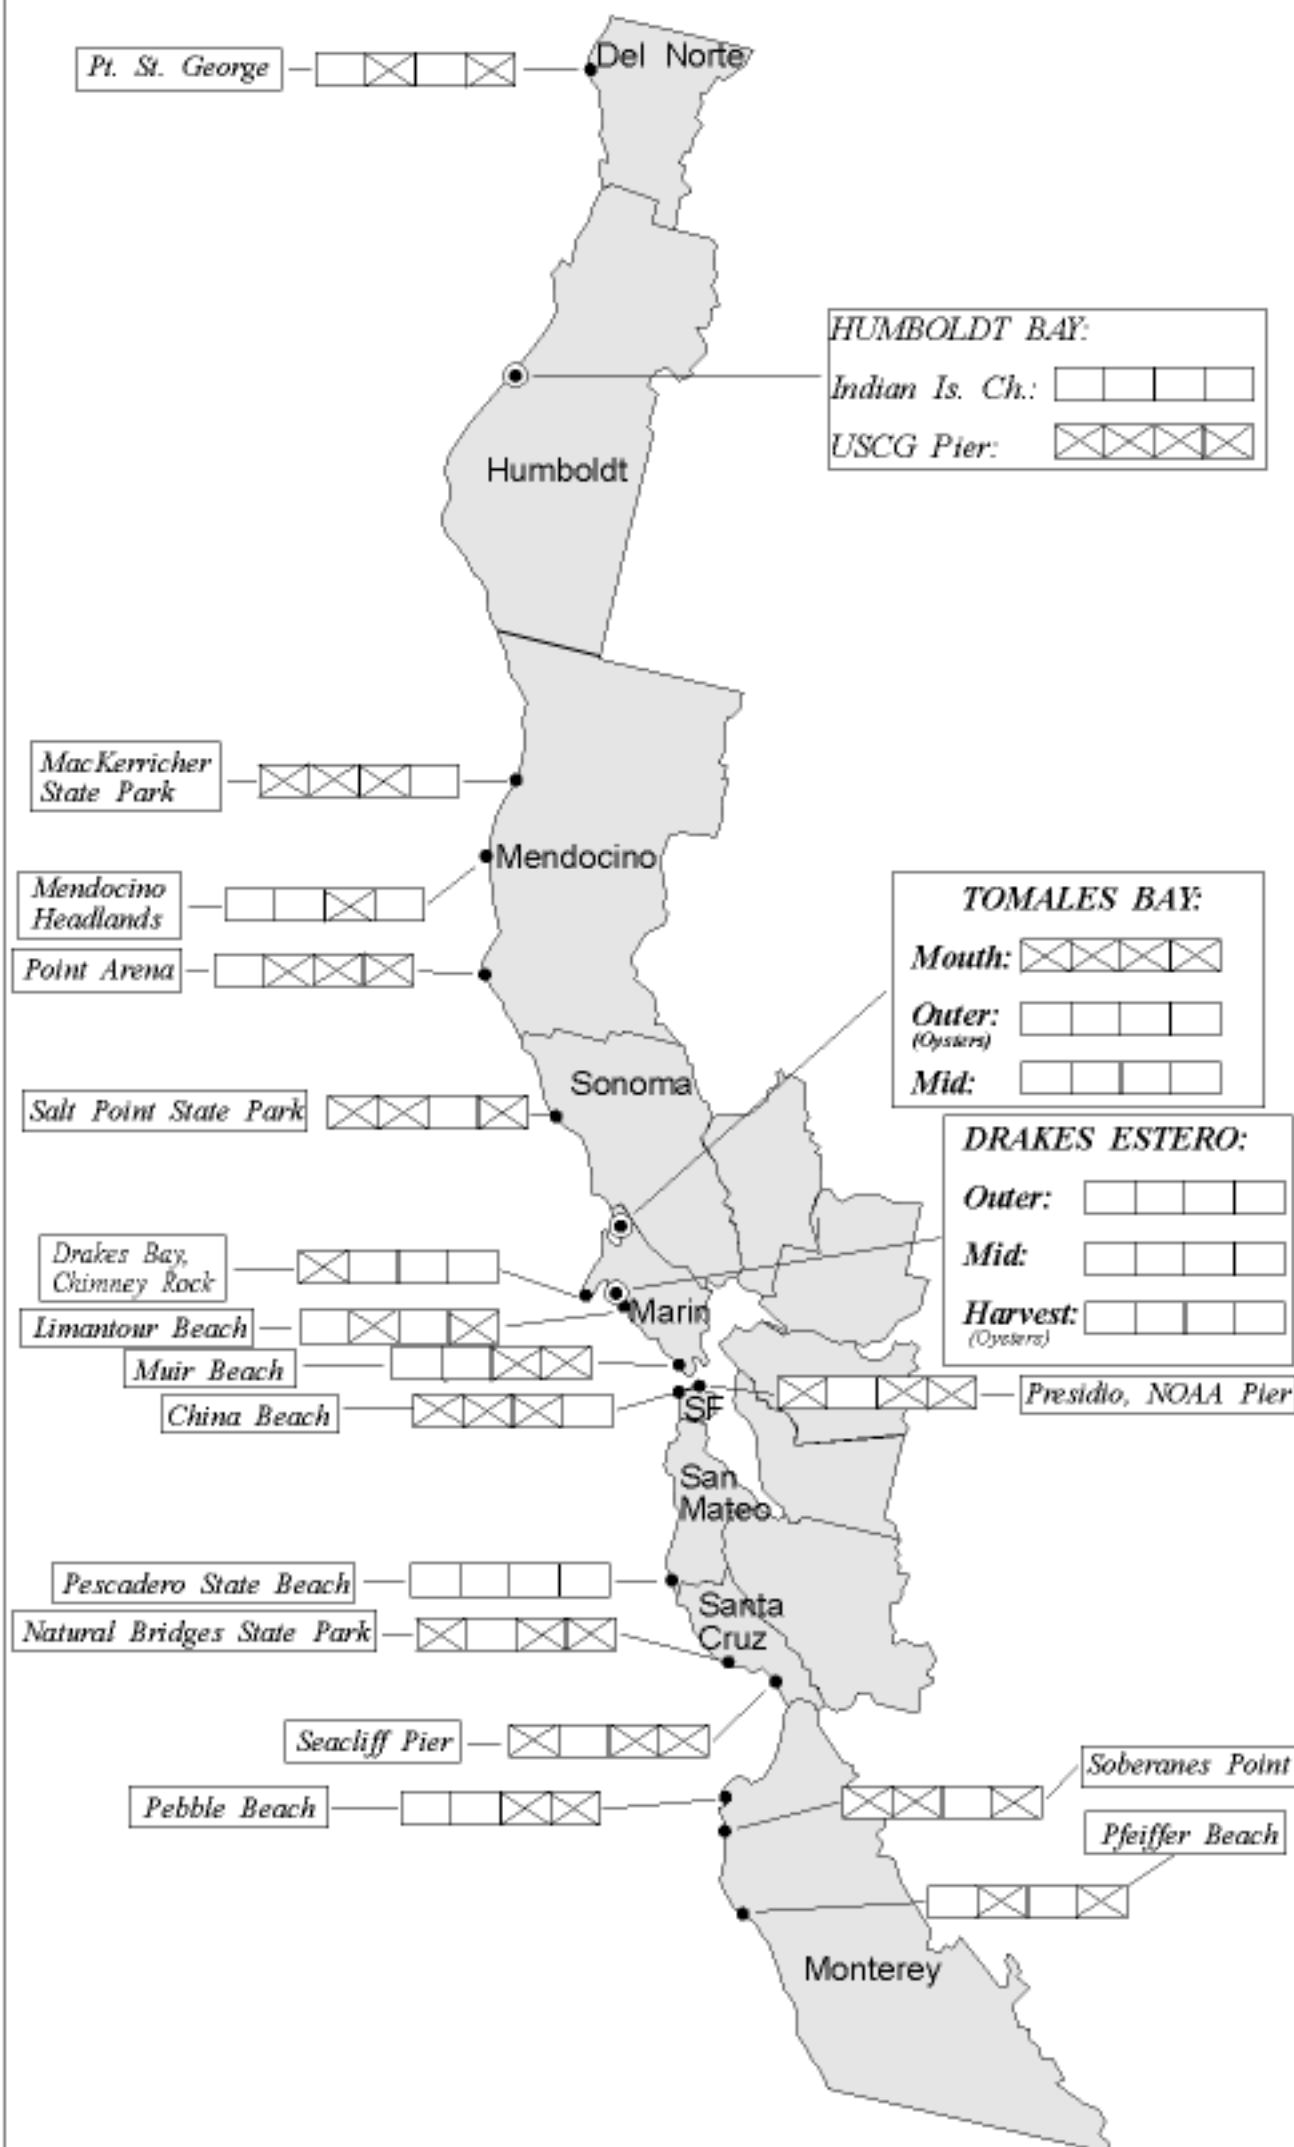 Del Norte
Pt. St. George
HUMBOLDT BAY:
Indian Is. Ch.:
USCG Pier:
Humboldt
MacKerricher
State Park
Mendocino
Mendocino
Headlands
Point Arena
TOMALES BAY:
Mouth:
Outer:
(Oysters)
Mid:
Sonoma
Salt Point State Park
DRAKES ESTERO:
Outer:
Mid:
Harvest:
(Oysters)
Drakes Bay,
Chimney Rock
Marin
Limantour Beach
Muir Beach
China Beach
Presidio, NOAA Pier
SF
San
Mateo
Pescadero State Beach
Santa
Cruz
Natural Bridges State Park
Seacliff Pier
Soberanes Point
Pebble Beach
Pfeiffer Beach
Monterey